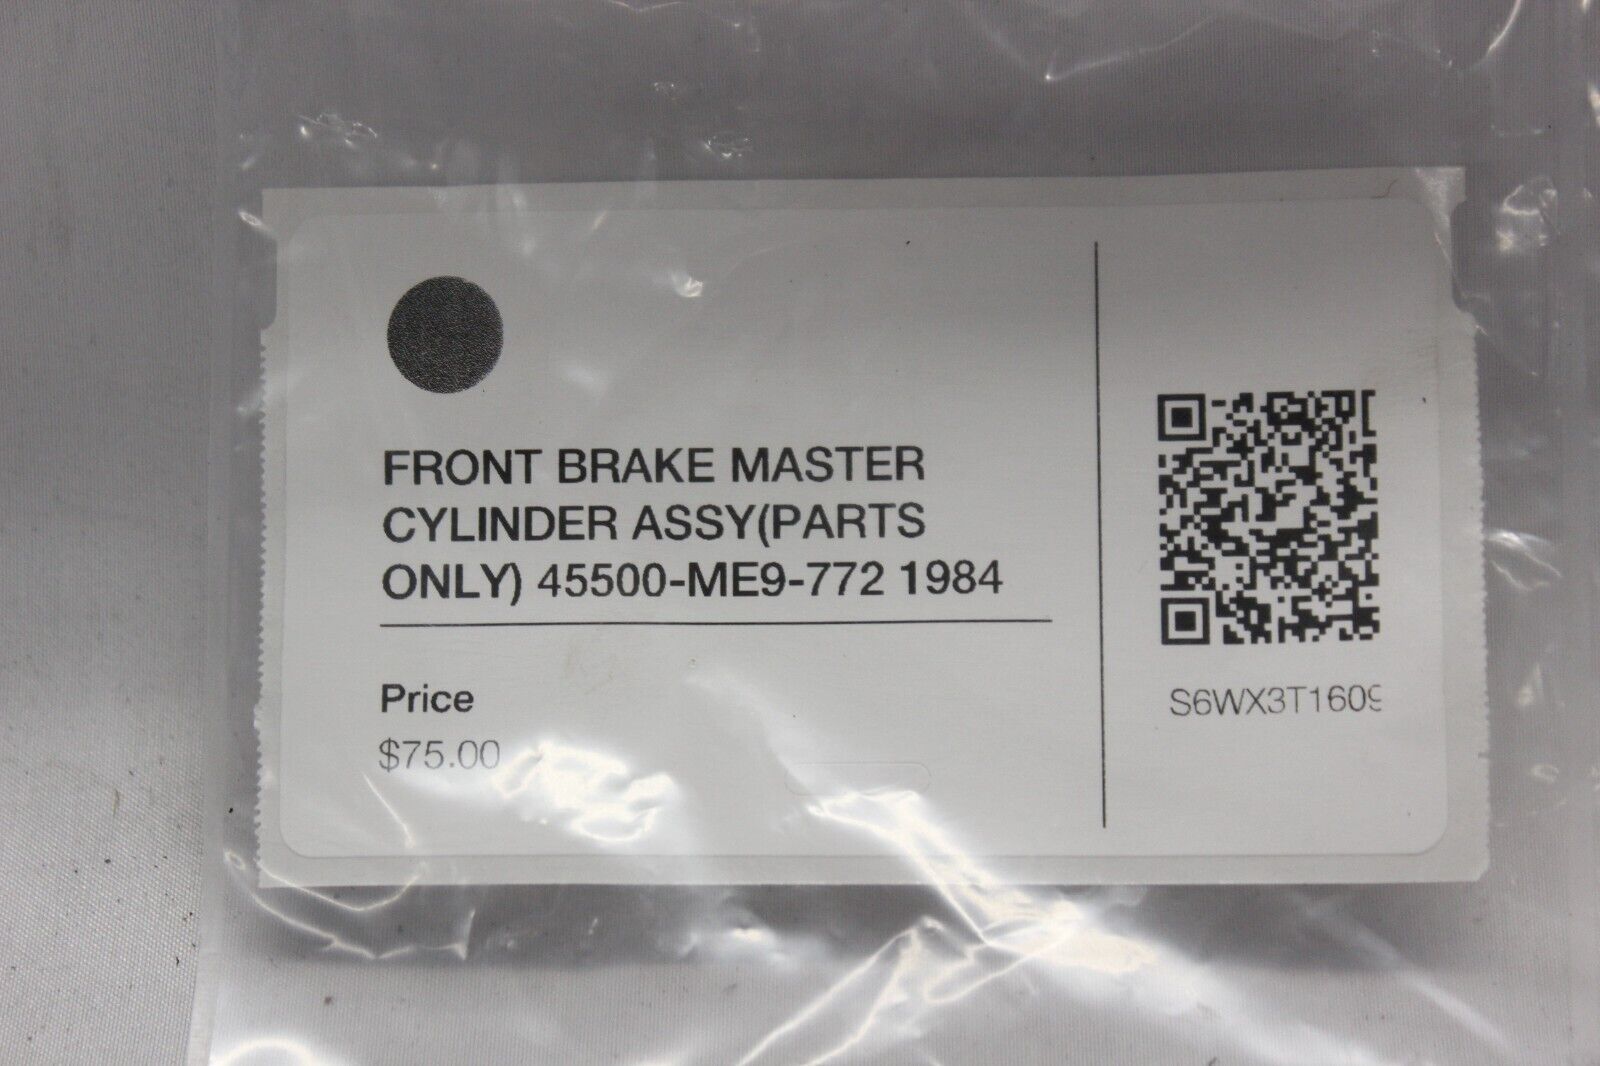 FRONT BRAKE MASTER
CYLINDER ASSY(PARTS
ONLY) 45500-ME9-772 1984
Price
$75.00
S6WX3T1609